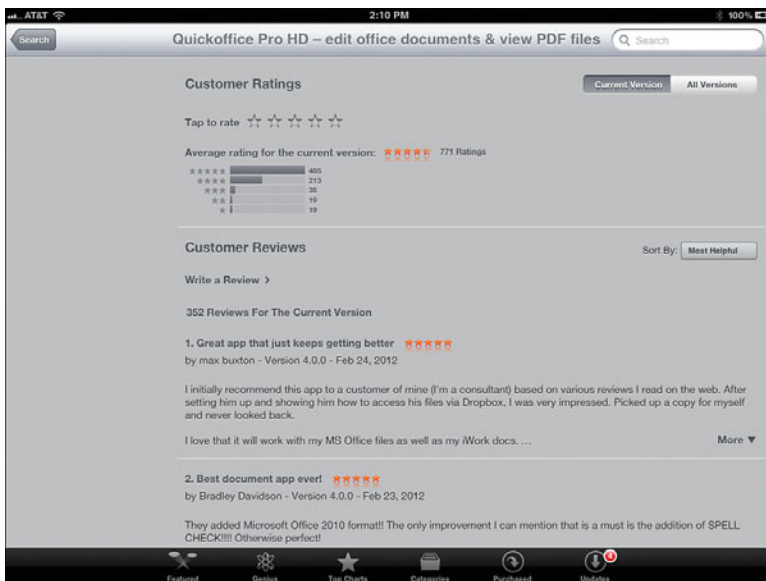 AT&T 2:10 PM 100%
Search Quickoffice Pro HD – edit office documents & view PDF files Search
Customer Ratings Current Version All Versions
Tap to rate
Average rating for the current version: 771 Ratings
485
213
35
19
19
Customer Reviews Sort By: Most Helpful
Write a Review >
352 Reviews For The Current Version
1. Great app that just keeps getting better
by max buxton - Version 4.0.0 - Feb 24, 2012
I initially recommend this app to a customer of mine (I'm a consultant) based on various reviews I read on the web. After
setting him up and showing him how to access his files via Dropbox, I was very impressed. Picked up a copy for myself
and never looked back.
I love that it will work with my MS Office files as well as my iWork docs. ... More ▼
2. Best document app ever!
by Bradley Davidson - Version 4.0.0 - Feb 23, 2012
They added Microsoft Office 2010 format!! The only improvement I can mention that is a must is the addition of SPELL
CHECK!!!! Otherwise perfect!
4
Featured Genius Top Charts Categories Purchased Updates